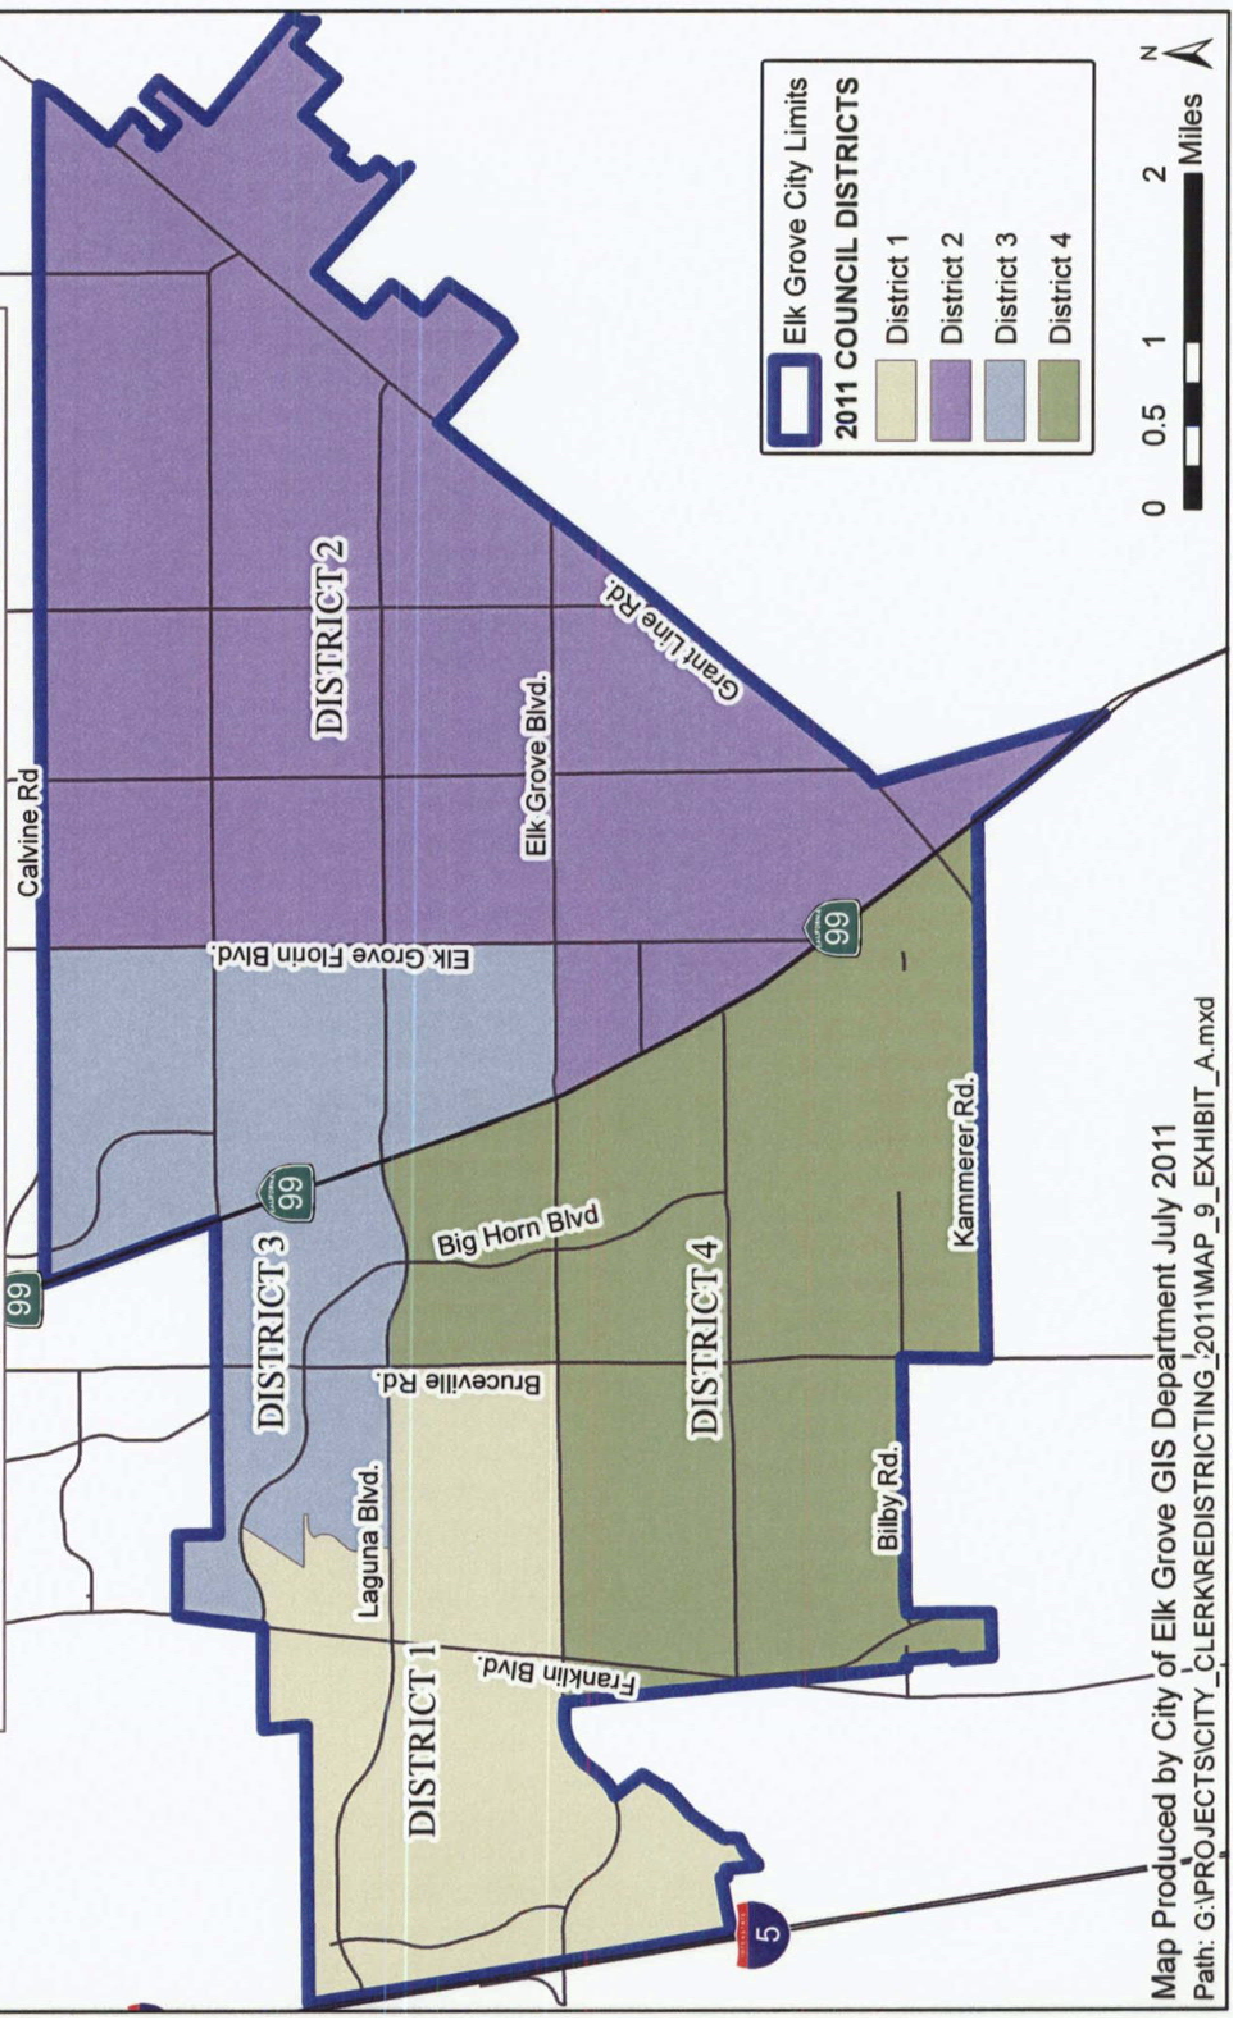 Calvine Rd
99
Elk Grove Florin Blvd.
99
DISTRICT 2
DISTRICT 3
Laguna Blvd.
Bruceville Rd.
Big Horn Blvd
Elk Grove Blvd.
Grant Line Rd.
DISTRICT 1
Franklin Blvd.
DISTRICT 4
99
Bilby Rd.
Kammerer Rd.
5
Elk Grove City Limits
2011 COUNCIL DISTRICTS
District 1
District 2
District 3
District 4
N
0 0.5 1 2
Miles
Map Produced by City of Elk Grove GIS Department July 2011
Path: G:\PROJECTS\CITY_CLERK\REDISTRICTING_2011\MAP_9_EXHIBIT_A.mxd